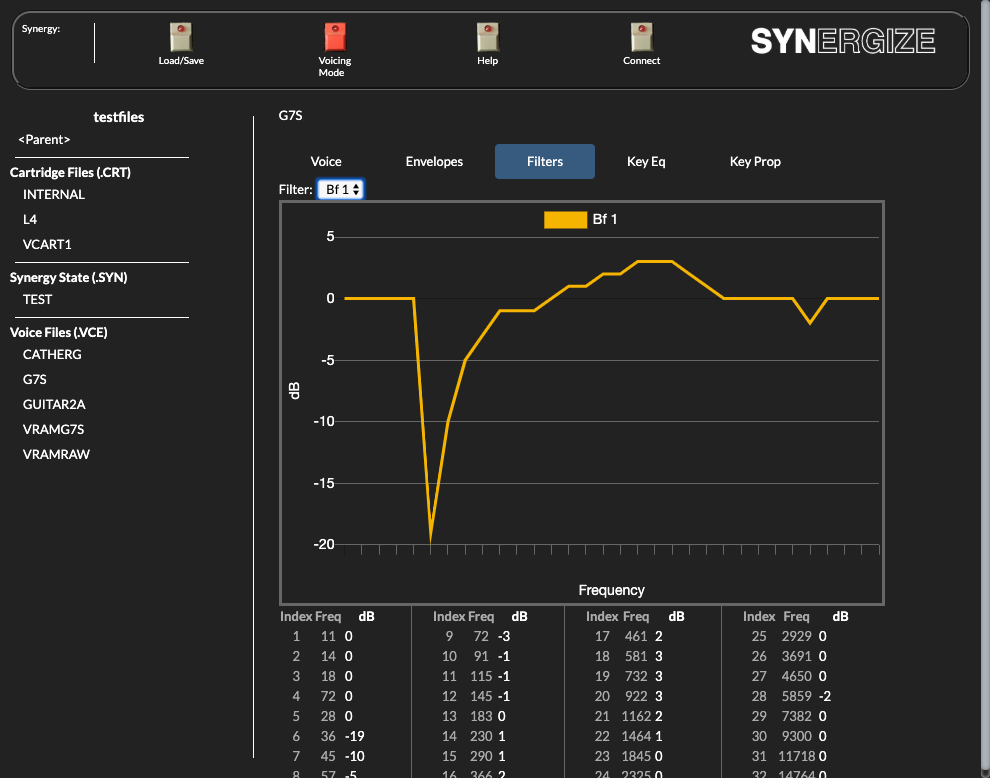 Synergy:
Load/Save
Voicing
Mode
Help
Connect
SYNERGIZE
testfiles
<Parent>
Cartridge Files (.CRT)
INTERNAL
L4
VCART1
Synergy State (.SYN)
TEST
Voice Files (.VCE)
CATHERG
G7S
GUITAR2A
VRAMG7S
VRAMRAW
G7S
Voice Envelopes Filters Key Eq Key Prop
Filter: Bf 1
Bf 1
5
0
-5
-10
-15
-20
dB
Frequency
Index Freq dB Index Freq dB Index Freq dB Index Freq dB
1 11 0 9 72 -3 17 461 2 25 2929 0
2 14 0 10 91 -1 18 581 3 26 3691 0
3 18 0 11 115 -1 19 732 3 27 4650 0
4 72 0 12 145 -1 20 922 3 28 5859 -2
5 28 0 13 183 0 21 1162 2 29 7382 0
6 36 -19 14 230 1 22 1464 1 30 9300 0
7 45 -10 15 290 1 23 1845 0 31 11718 0
8 57 -5 16 366 2 24 2325 0 32 14764 0